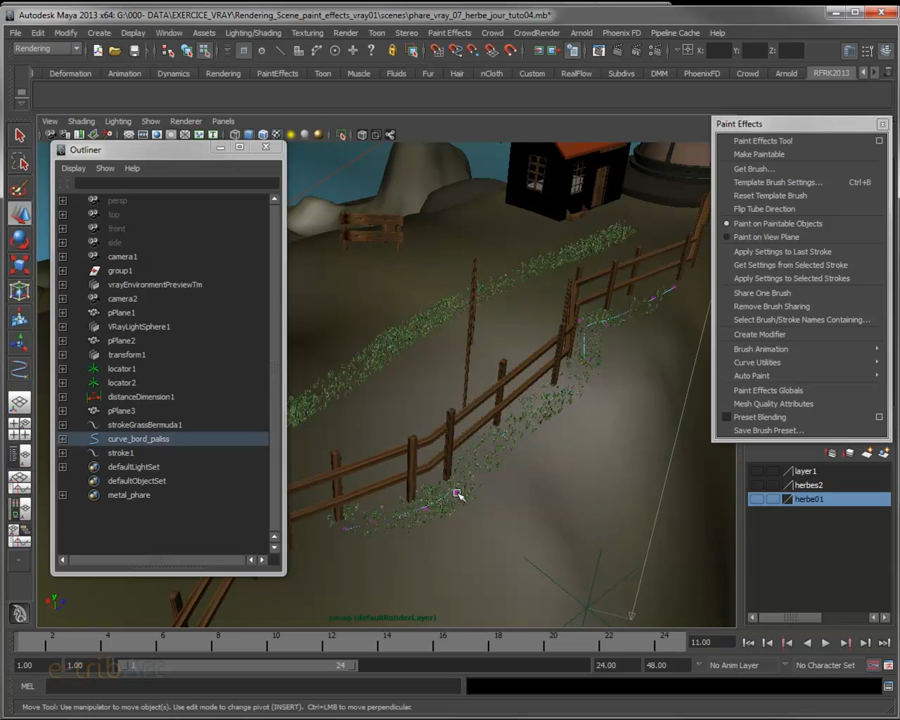 Autodesk Maya 2013 x64: G:\000- DATA\EXERCICE_VRAY\Rendering_Scene_paint_effects_vray01\scenes\phare_vray_07_herbe_jour_tuto04.mb*
File Edit Modify Create Display Window Assets Lighting/Shading Texturing Render Toon Stereo Paint Effects Crowd CrowdRender Arnold Phoenix FD Pipeline Cache Help
Rendering X: Y: Z:
Deformation Animation Dynamics Rendering PaintEffects Toon Muscle Fluids Fur Hair nCloth Custom RealFlow Subdivs DMM PhoenixFD Crowd Arnold RFRK2013
View Shading Lighting Show Renderer Panels
Outliner
Display Show Help
persp
top
front
side
camera1
group1
vrayEnvironmentPreviewTm
camera2
pPlane1
VRayLightSphere1
pPlane2
transform1
locator1
locator2
distanceDimension1
pPlane3
strokeGrassBermuda1
curve_bord_paliss
stroke1
defaultLightSet
defaultObjectSet
metal_phare
Paint Effects
Paint Effects Tool
Make Paintable
Get Brush...
Template Brush Settings... Ctrl+B
Reset Template Brush
Flip Tube Direction
Paint on Paintable Objects
Paint on View Plane
Apply Settings to Last Stroke
Get Settings from Selected Stroke
Apply Settings to Selected Strokes
Share One Brush
Remove Brush Sharing
Select Brush/Stroke Names Containing...
Create Modifier
Brush Animation
Curve Utilities
Auto Paint
Paint Effects Globals
Mesh Quality Attributes
Preset Blending
Save Brush Preset...
layer1
herbes2
herbe01
persp (defaultRenderLayer)
2 4 6 8 10 12 14 16 18 20 22 24 11.00
1.00 1.00 1 24 24.00 48.00 No Anim Layer No Character Set
MEL
Move Tool: Use manipulator to move object(s). Use edit mode to change pivot (INSERT). Ctrl+LMB to move perpendicular.